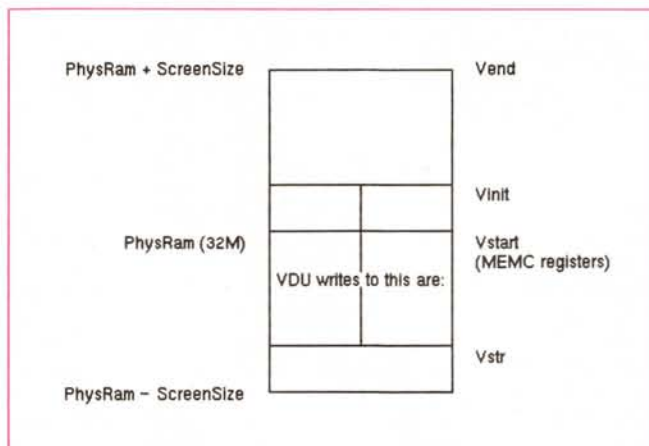 PhysRam + ScreenSize
Vend
Vinit
PhysRam (32M)
Vstart
(MEMC registers)
VDU writes to this are:
Vstr
PhysRam – ScreenSize